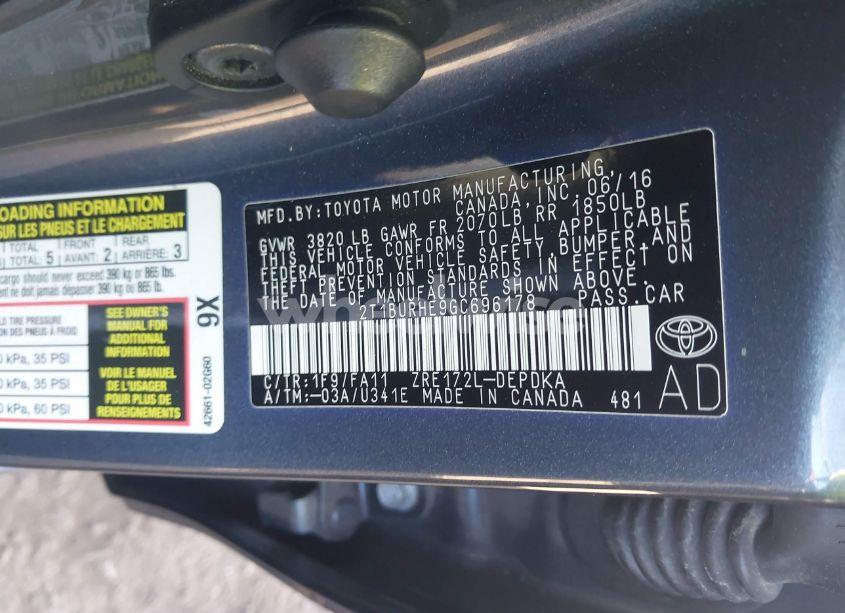 OADING INFORMATION
SUR LES PNEUS ET LE CHARGEMENT
TOTAL FRONT REAR
TOTAL: 5 AVANT: 2 ARRIÈRE: 3
cargo should never exceed 390 kg or 865 lbs.
ne doit jamais dépasser 390 kg or 865 lbs.
TIRE PRESSURE
DES PNEUS À FROID
kPa, 35 PSI
kPa, 35 PSI
kPa, 60 PSI
SEE OWNER'S
MANUAL FOR
ADDITIONAL
INFORMATION
VOIR LE MANUEL
DE L'USAGER
POUR PLUS DE
RENSEIGNEMENTS
9X
42661-02G60
MFD.BY:TOYOTA MOTOR MANUFACTURING,
CANADA,INC. 06/16
GVWR 3820 LB GAWR FR 2070LB RR 1850LB
THIS VEHICLE CONFORMS TO ALL APPLICABLE
FEDERAL MOTOR VEHICLE SAFETY,BUMPER,AND
THEFT PREVENTION STANDARDS IN EFFECT ON
THE DATE OF MANUFACTURE SHOWN ABOVE.
2T1BURHE9GC696178 PASS.CAR
C/TR:1F9/FA11 ZRE172L-DEPDKA
A/TM:-03A/U341E MADE IN CANADA 481
TOYOTA
AD